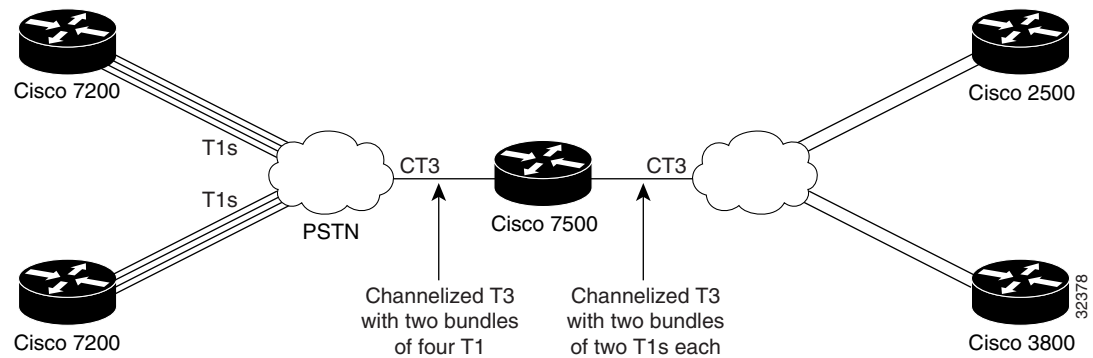 Cisco 7200
Cisco 2500
T1s
CT3
CT3
T1s
PSTN
Cisco 7500
Channelized T3
with two bundles
of four T1
Channelized T3
with two bundles
of two T1s each
Cisco 7200
Cisco 3800
32378